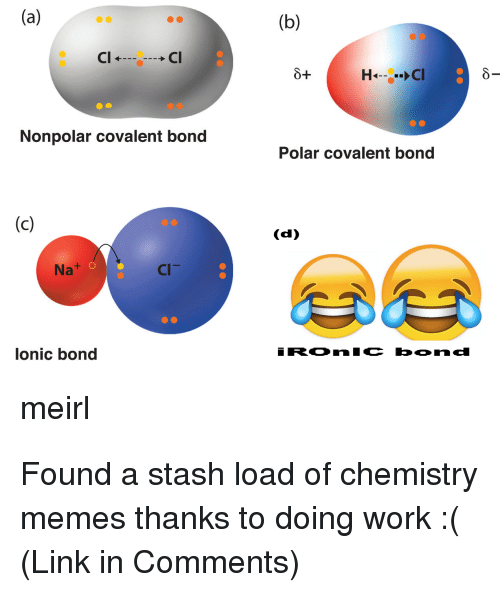 (a)
Cl Cl
Nonpolar covalent bond
(b)
δ+ H Cl δ−
Polar covalent bond
(c)
Na+ Cl−
Ionic bond
(d)
iROnIC bond
meirl
Found a stash load of chemistry
memes thanks to doing work :(
(Link in Comments)